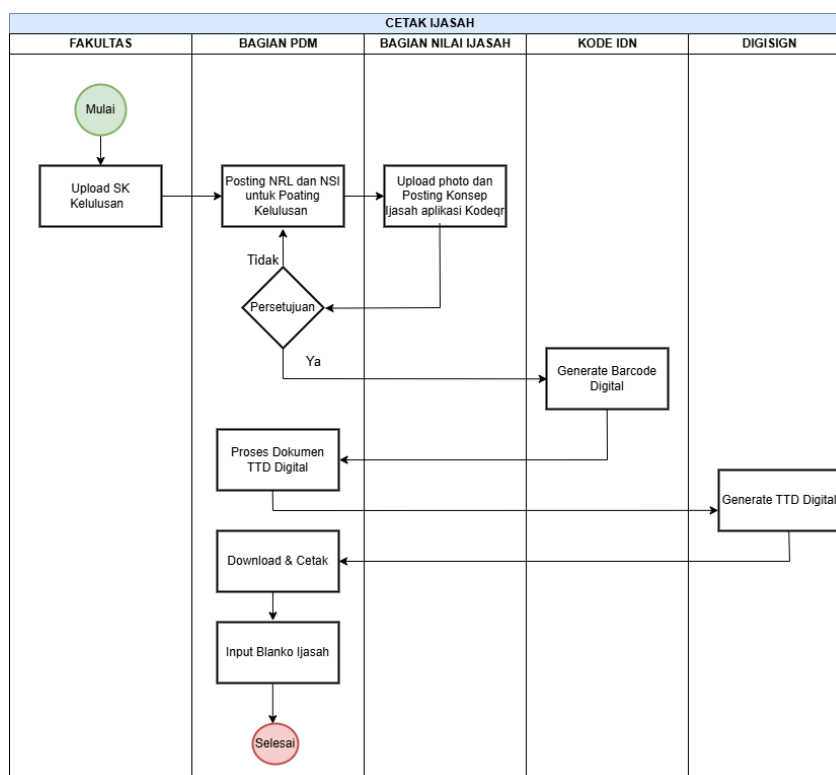 CETAK IJASAH
FAKULTAS
BAGIAN PDM
BAGIAN NILAI IJASAH
KODE IDN
DIGISIGN
Mulai
Upload SK
Kelulusan
Posting NRL dan NSI
untuk Poating
Kelulusan
Upload photo dan
Posting Konsep
Ijasah aplikasi Kodeqr
Tidak
Persetujuan
Ya
Generate Barcode
Digital
Proses Dokumen
TTD Digital
Generate TTD Digital
Download & Cetak
Input Blanko Ijasah
Selesai